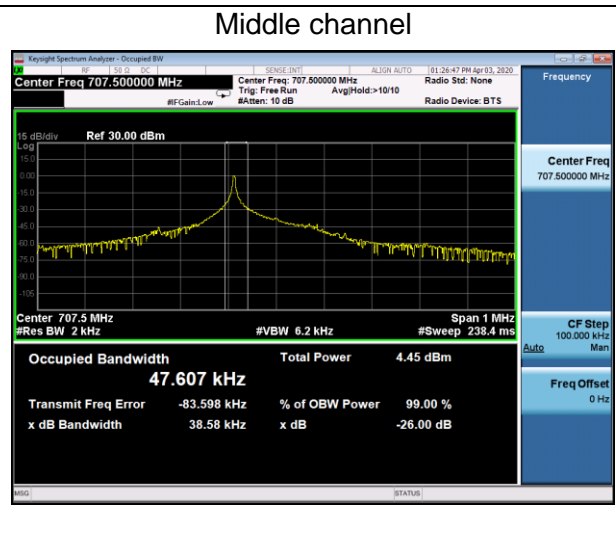 Middle channel
Keysight Spectrum Analyzer - Occupied BW
RF 50 Ω DC SENSE:INT ALIGN AUTO 01:26:47 PM Apr 03, 2020
Center Freq 707.500000 MHz
Center Freq: 707.500000 MHz Radio Std: None
Trig: Free Run Avg|Hold:>10/10
#IFGain:Low #Atten: 10 dB Radio Device: BTS
Frequency
15 dB/div Ref 30.00 dBm
Log
15.0
0.00
-15.0
-30.0
-45.0
-60.0
-75.0
-90.0
-105
Center Freq
707.500000 MHz
Center 707.5 MHz Span 1 MHz
#Res BW 2 kHz #VBW 6.2 kHz #Sweep 238.4 ms
CF Step
100.000 kHz
Auto Man
Occupied Bandwidth Total Power 4.45 dBm
47.607 kHz
Transmit Freq Error -83.598 kHz % of OBW Power 99.00 %
x dB Bandwidth 38.58 kHz x dB -26.00 dB
Freq Offset
0 Hz
MSG STATUS